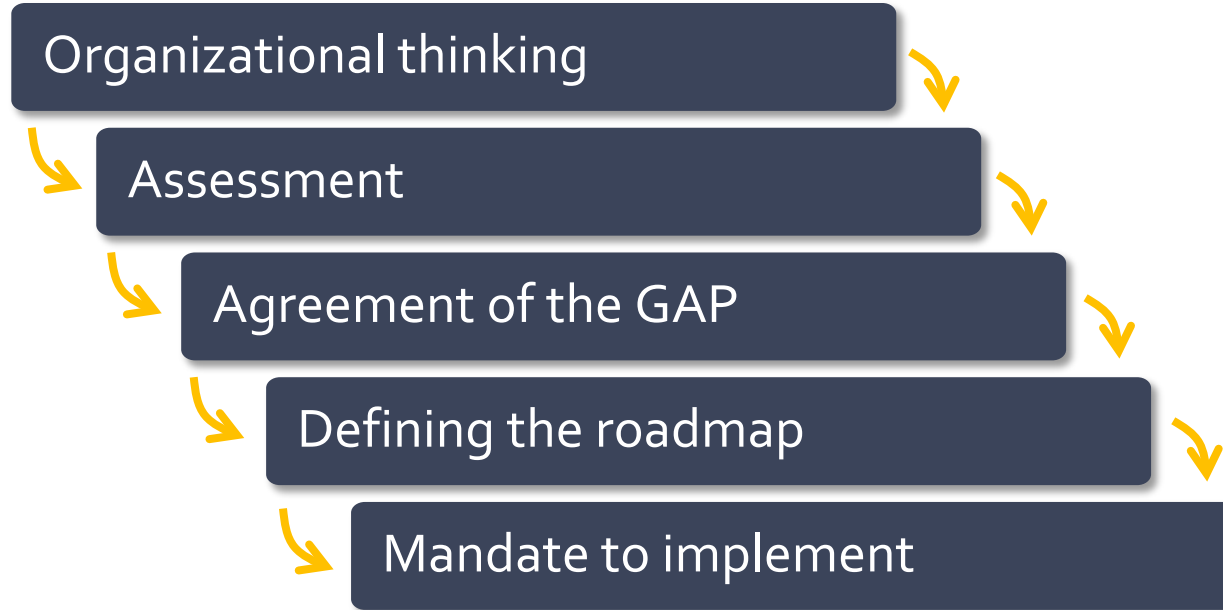 Organizational thinking
Assessment
Agreement of the GAP
Defining the roadmap
Mandate to implement